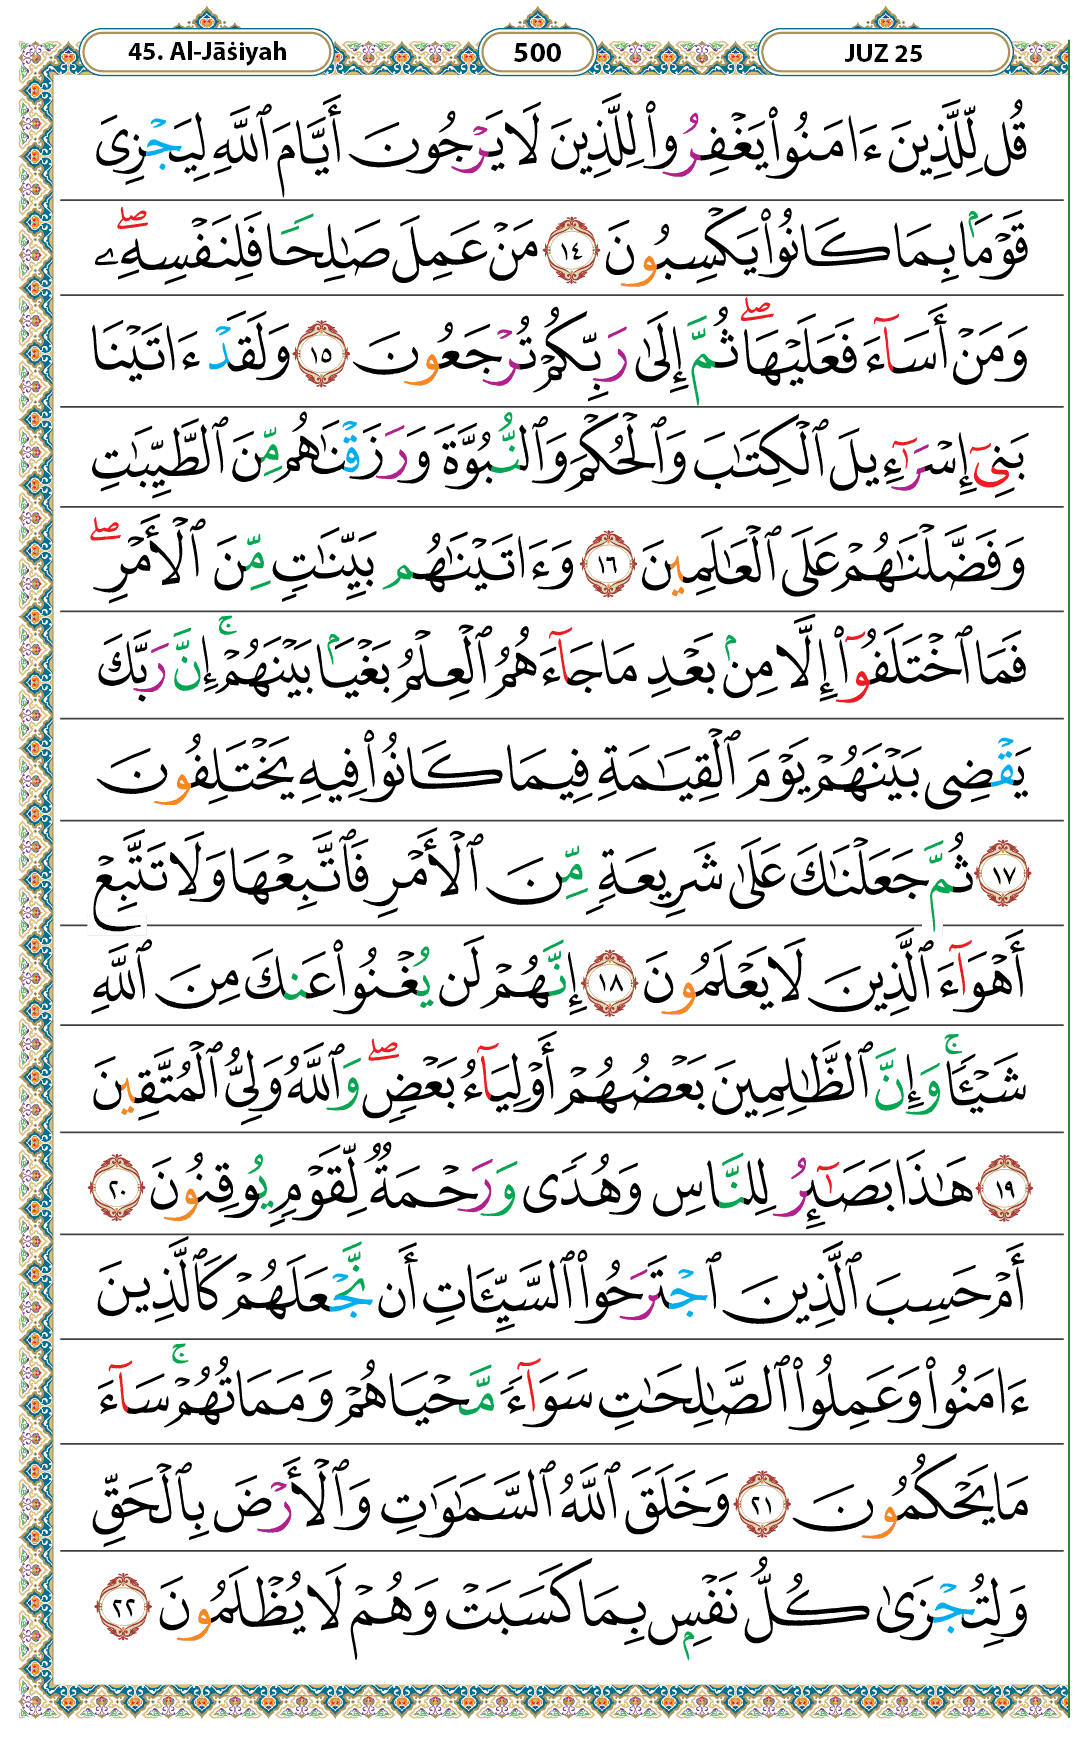 45. Al-Jāṡiyah 500 JUZ 25
قُل لِّلَّذِينَ ءَامَنُوا۟ يَغْفِرُوا۟ لِلَّذِينَ لَا يَرْجُونَ أَيَّامَ ٱللَّهِ لِيَجْزِىَ
قَوْمَۢا بِمَا كَانُوا۟ يَكْسِبُونَ ١٤ مَنْ عَمِلَ صَٰلِحًا فَلِنَفْسِهِۦ ۖ
وَمَنْ أَسَآءَ فَعَلَيْهَا ۖ ثُمَّ إِلَىٰ رَبِّكُمْ تُرْجَعُونَ ١٥ وَلَقَدْ ءَاتَيْنَا
بَنِىٓ إِسْرَٰٓءِيلَ ٱلْكِتَٰبَ وَٱلْحُكْمَ وَٱلنُّبُوَّةَ وَرَزَقْنَٰهُم مِّنَ ٱلطَّيِّبَٰتِ
وَفَضَّلْنَٰهُمْ عَلَى ٱلْعَٰلَمِينَ ١٦ وَءَاتَيْنَٰهُم بَيِّنَٰتٍ مِّنَ ٱلْأَمْرِ ۖ
فَمَا ٱخْتَلَفُوٓا۟ إِلَّا مِنۢ بَعْدِ مَا جَآءَهُمُ ٱلْعِلْمُ بَغْيَۢا بَيْنَهُمْ ۚ إِنَّ رَبَّكَ
يَقْضِى بَيْنَهُمْ يَوْمَ ٱلْقِيَٰمَةِ فِيمَا كَانُوا۟ فِيهِ يَخْتَلِفُونَ
١٧ ثُمَّ جَعَلْنَٰكَ عَلَىٰ شَرِيعَةٍ مِّنَ ٱلْأَمْرِ فَٱتَّبِعْهَا وَلَا تَتَّبِعْ
أَهْوَآءَ ٱلَّذِينَ لَا يَعْلَمُونَ ١٨ إِنَّهُمْ لَن يُغْنُوا۟ عَنكَ مِنَ ٱللَّهِ
شَيْـًٔا ۚ وَإِنَّ ٱلظَّٰلِمِينَ بَعْضُهُمْ أَوْلِيَآءُ بَعْضٍ ۖ وَٱللَّهُ وَلِىُّ ٱلْمُتَّقِينَ
١٩ هَٰذَا بَصَٰٓئِرُ لِلنَّاسِ وَهُدًى وَرَحْمَةٌ لِّقَوْمٍ يُوقِنُونَ ٢٠
أَمْ حَسِبَ ٱلَّذِينَ ٱجْتَرَحُوا۟ ٱلسَّيِّـَٔاتِ أَن نَّجْعَلَهُمْ كَٱلَّذِينَ
ءَامَنُوا۟ وَعَمِلُوا۟ ٱلصَّٰلِحَٰتِ سَوَآءً مَّحْيَاهُمْ وَمَمَاتُهُمْ ۚ سَآءَ
مَا يَحْكُمُونَ ٢١ وَخَلَقَ ٱللَّهُ ٱلسَّمَٰوَٰتِ وَٱلْأَرْضَ بِٱلْحَقِّ
وَلِتُجْزَىٰ كُلُّ نَفْسٍۭ بِمَا كَسَبَتْ وَهُمْ لَا يُظْلَمُونَ ٢٢